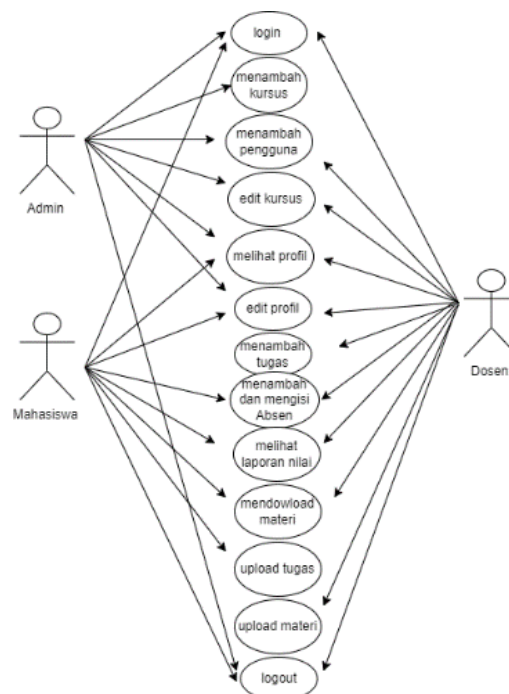 login
menambah
kursus
menambah
pengguna
Admin
edit kursus
melihat profil
edit profil
Dosen
menambah
tugas
menambah
dan mengisi
Absen
Mahasiswa
melihat
laporan nilai
mendowload
materi
upload tugas
upload materi
logout